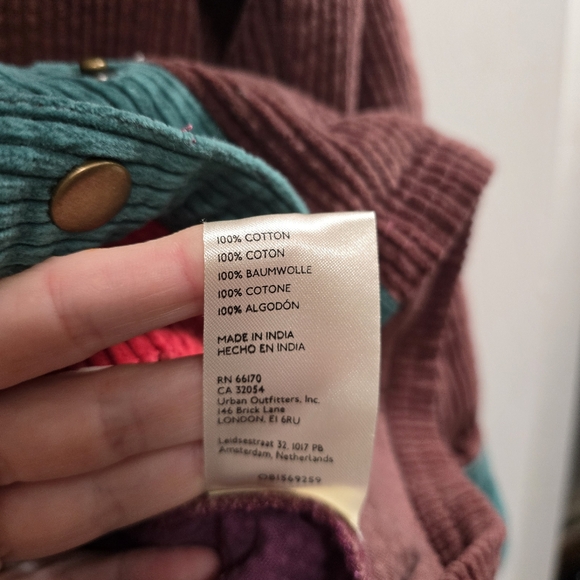 100% COTTON
100% COTON
100% BAUMWOLLE
100% COTONE
100% ALGODÓN
MADE IN INDIA
HECHO EN INDIA
RN 66170
CA 32054
Urban Outfitters, Inc.
146 Brick Lane
LONDON, E1 6RU
Leidsestraat 32, 1017 PB
Amsterdam, Netherlands